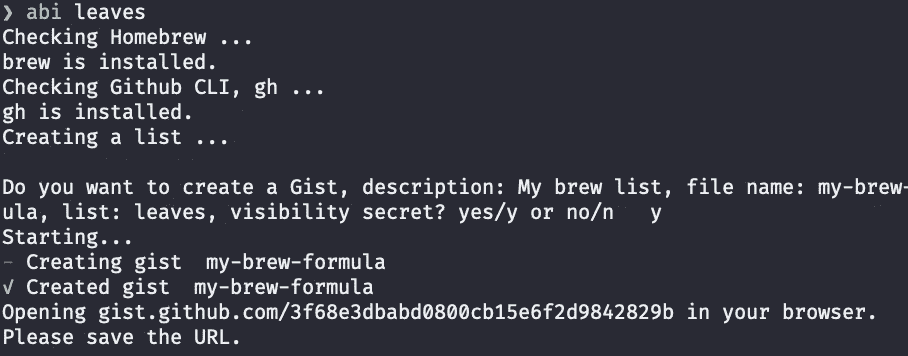 ❯ abi leaves
Checking Homebrew ...
brew is installed.
Checking Github CLI, gh ...
gh is installed.
Creating a list ...
Do you want to create a Gist, description: My brew list, file name: my-brew-
ula, list: leaves, visibility secret? yes/y or no/n   y
Starting...
- Creating gist  my-brew-formula
✓ Created gist  my-brew-formula
Opening gist.github.com/3f68e3dbabd0800cb15e6f2d9842829b in your browser.
Please save the URL.